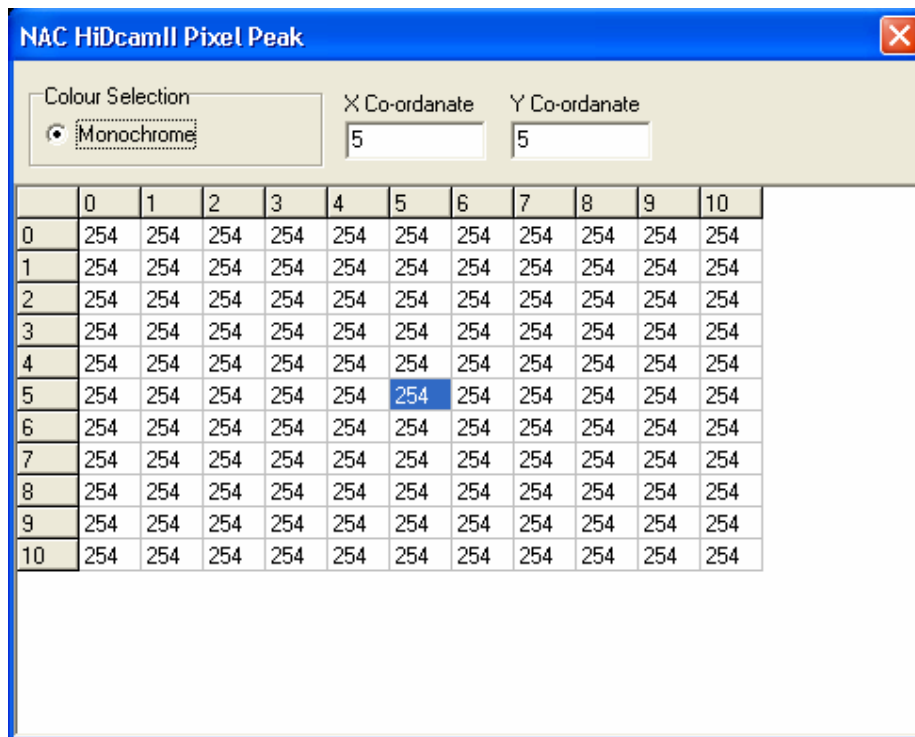 NAC HiDcamII Pixel Peak
Colour Selection
Monochrome
X Co-ordanate Y Co-ordanate
5 5
0 1 2 3 4 5 6 7 8 9 10
0 254 254 254 254 254 254 254 254 254 254 254
1 254 254 254 254 254 254 254 254 254 254 254
2 254 254 254 254 254 254 254 254 254 254 254
3 254 254 254 254 254 254 254 254 254 254 254
4 254 254 254 254 254 254 254 254 254 254 254
5 254 254 254 254 254 254 254 254 254 254 254
6 254 254 254 254 254 254 254 254 254 254 254
7 254 254 254 254 254 254 254 254 254 254 254
8 254 254 254 254 254 254 254 254 254 254 254
9 254 254 254 254 254 254 254 254 254 254 254
10 254 254 254 254 254 254 254 254 254 254 254